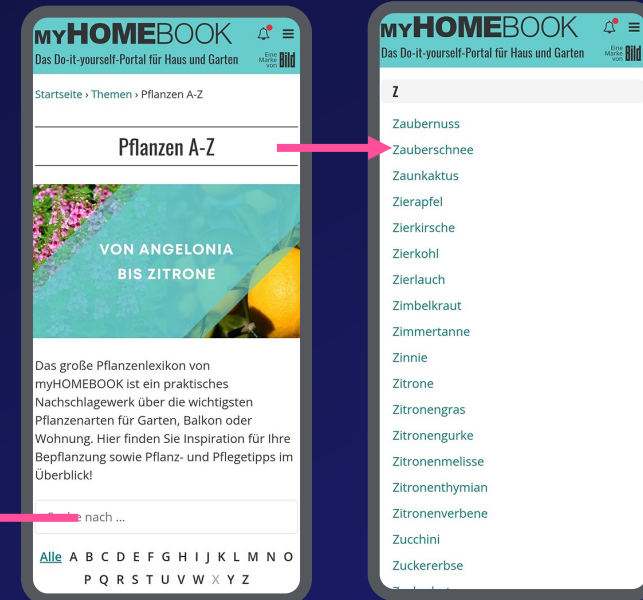 MYHOMEBOOK
Das Do-it-yourself-Portal für Haus und Garten
Eine
Marke
von
Bild
Startseite › Themen › Pflanzen A-Z
Pflanzen A-Z
VON ANGELONIA
BIS ZITRONE
Das große Pflanzenlexikon von
myHOMEBOOK ist ein praktisches
Nachschlagewerk über die wichtigsten
Pflanzenarten für Garten, Balkon oder
Wohnung. Hier finden Sie Inspiration für Ihre
Bepflanzung sowie Pflanz- und Pflegetipps im
Überblick!
nach ...
Alle A B C D E F G H I J K L M N O
P Q R S T U V W X Y Z
MYHOMEBOOK
Das Do-it-yourself-Portal für Haus und Garten
Eine
Marke
von
Bild
Z
Zaubernuss
Zauberschnee
Zaunkaktus
Zierapfel
Zierkirsche
Zierkohl
Zierlauch
Zimbelkraut
Zimmertanne
Zinnie
Zitrone
Zitronengras
Zitronengurke
Zitronenmelisse
Zitronenthymian
Zitronenverbene
Zucchini
Zuckererbse